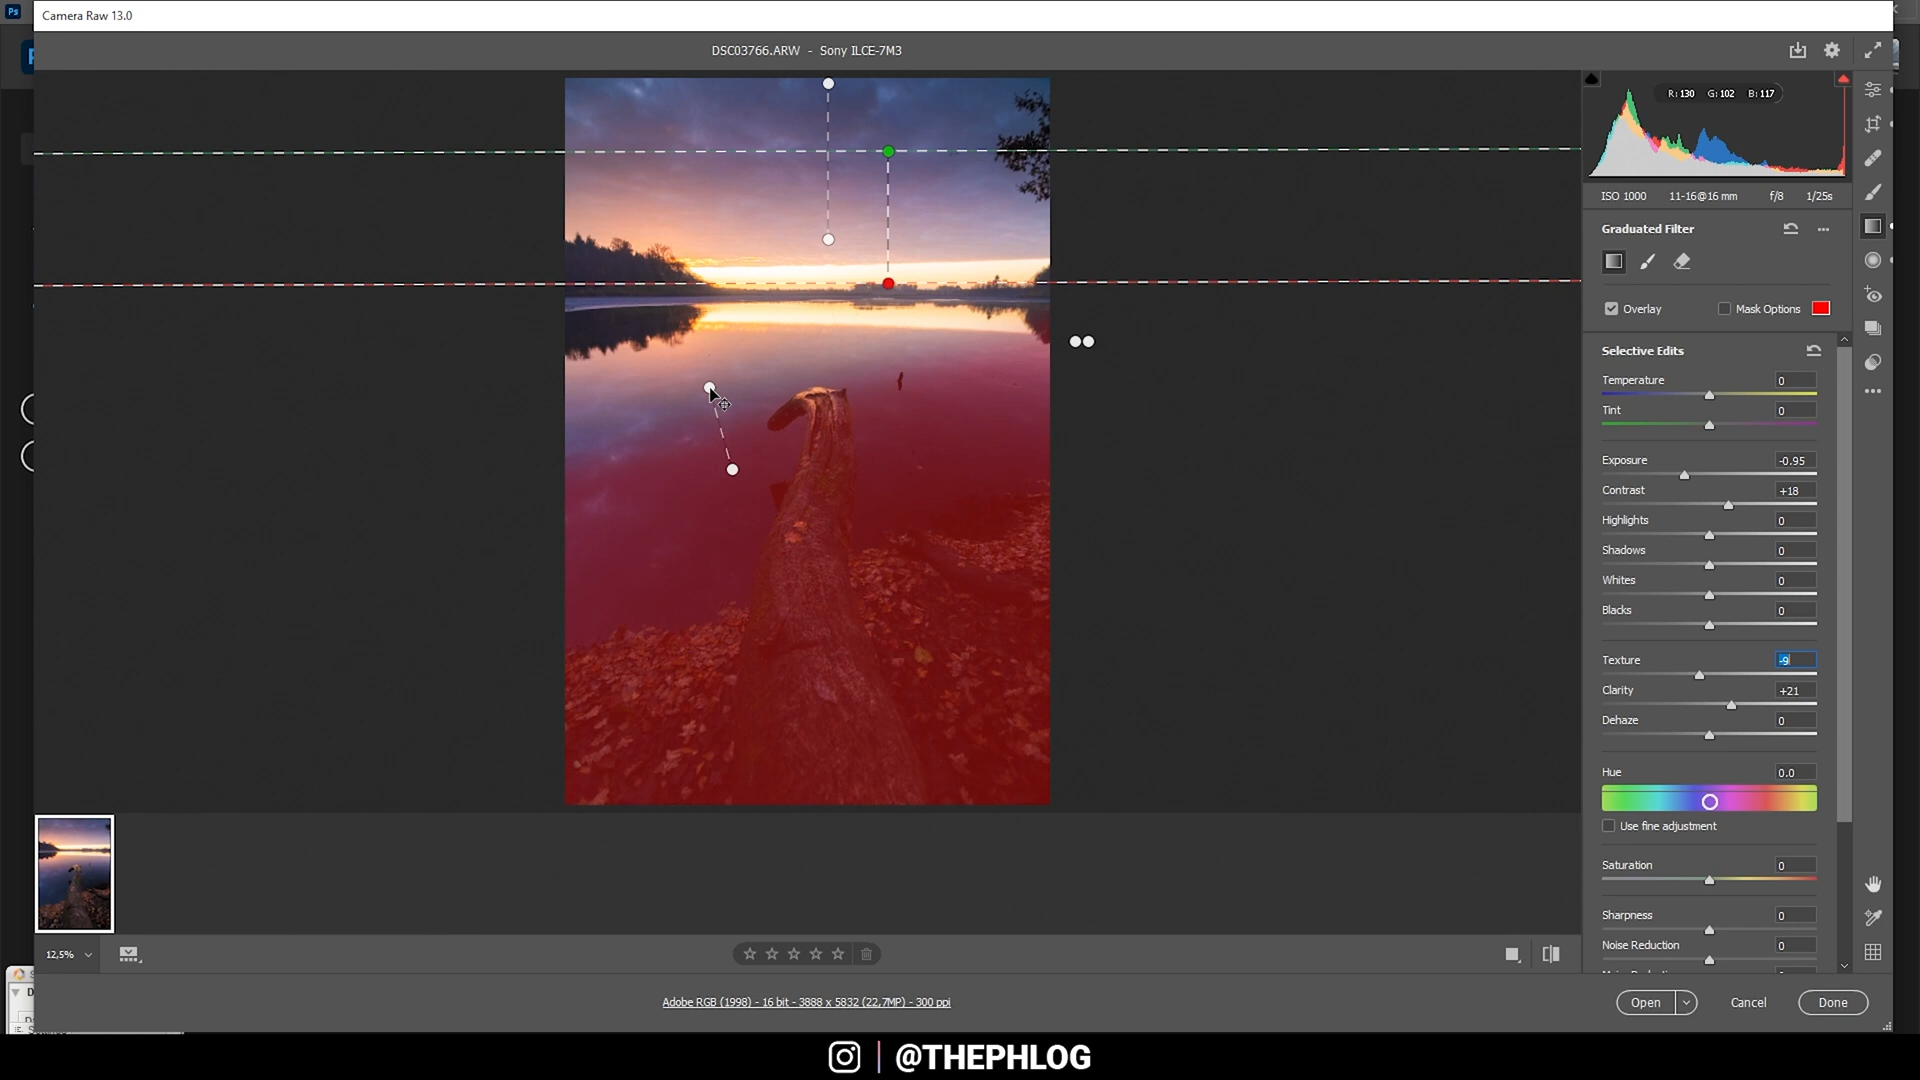 Ps
Camera Raw 13.0
DSC03766.ARW - Sony ILCE-7M3
R: 130 G: 102 B: 117
ISO 1000 11-16@16 mm f/8 1/25s
Graduated Filter
Overlay Mask Options
Selective Edits
Temperature 0
Tint 0
Exposure -0.95
Contrast +18
Highlights 0
Shadows 0
Whites 0
Blacks 0
Texture -9
Clarity +21
Dehaze 0
Hue 0.0
Use fine adjustment
Saturation 0
Sharpness 0
Noise Reduction 0
12,5%
Adobe RGB (1998) - 16 bit - 3888 x 5832 (22,7MP) - 300 ppi
Open Cancel Done
@THEPHLOG